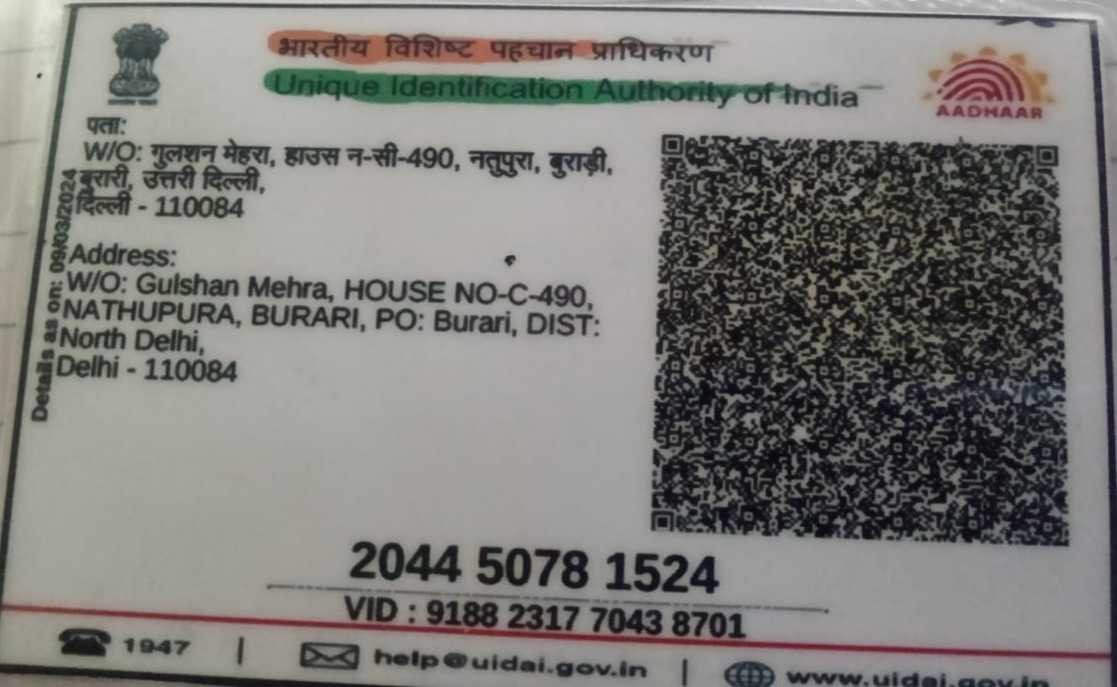 भारतीय विशिष्ट पहचान प्राधिकरण
Unique Identification Authority of India
AADHAAR
पता:
W/O: गुलशन मेहरा, हाउस न-सी-490, नतुपुरा, बुराड़ी,
बुरारी, उत्तरी दिल्ली,
दिल्ली - 110084
Address:
W/O: Gulshan Mehra, HOUSE NO-C-490,
NATHUPURA, BURARI, PO: Burari, DIST:
North Delhi,
Delhi - 110084
Details as on: 09/03/2024
2044 5078 1524
VID : 9188 2317 7043 8701
1947 | help@uidai.gov.in | www.uidai.gov.in